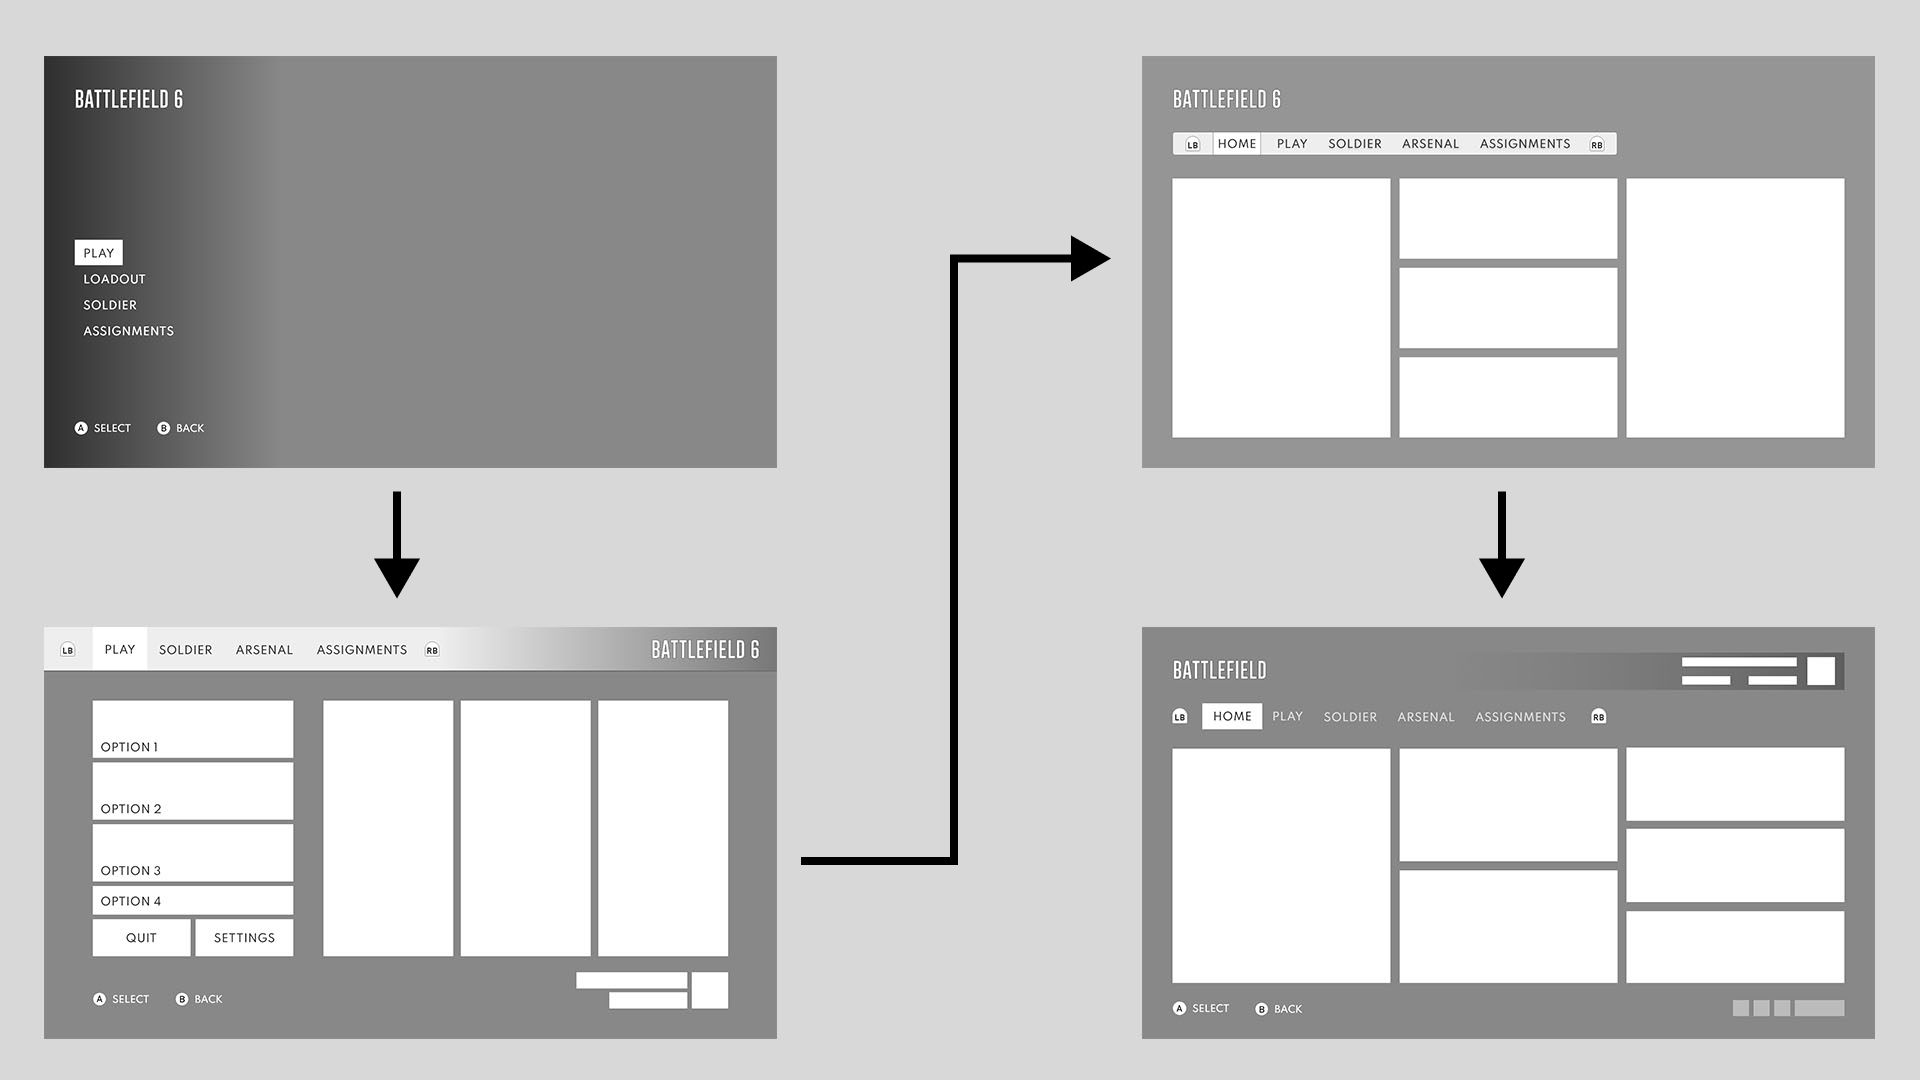 BATTLEFIELD 6
PLAY
LOADOUT
SOLDIER
ASSIGNMENTS
A SELECT B BACK
LB PLAY SOLDIER ARSENAL ASSIGNMENTS RB BATTLEFIELD 6
OPTION 1
OPTION 2
OPTION 3
OPTION 4
QUIT SETTINGS
A SELECT B BACK
BATTLEFIELD 6
LB HOME PLAY SOLDIER ARSENAL ASSIGNMENTS RB
BATTLEFIELD
LB HOME PLAY SOLDIER ARSENAL ASSIGNMENTS RB
A SELECT B BACK